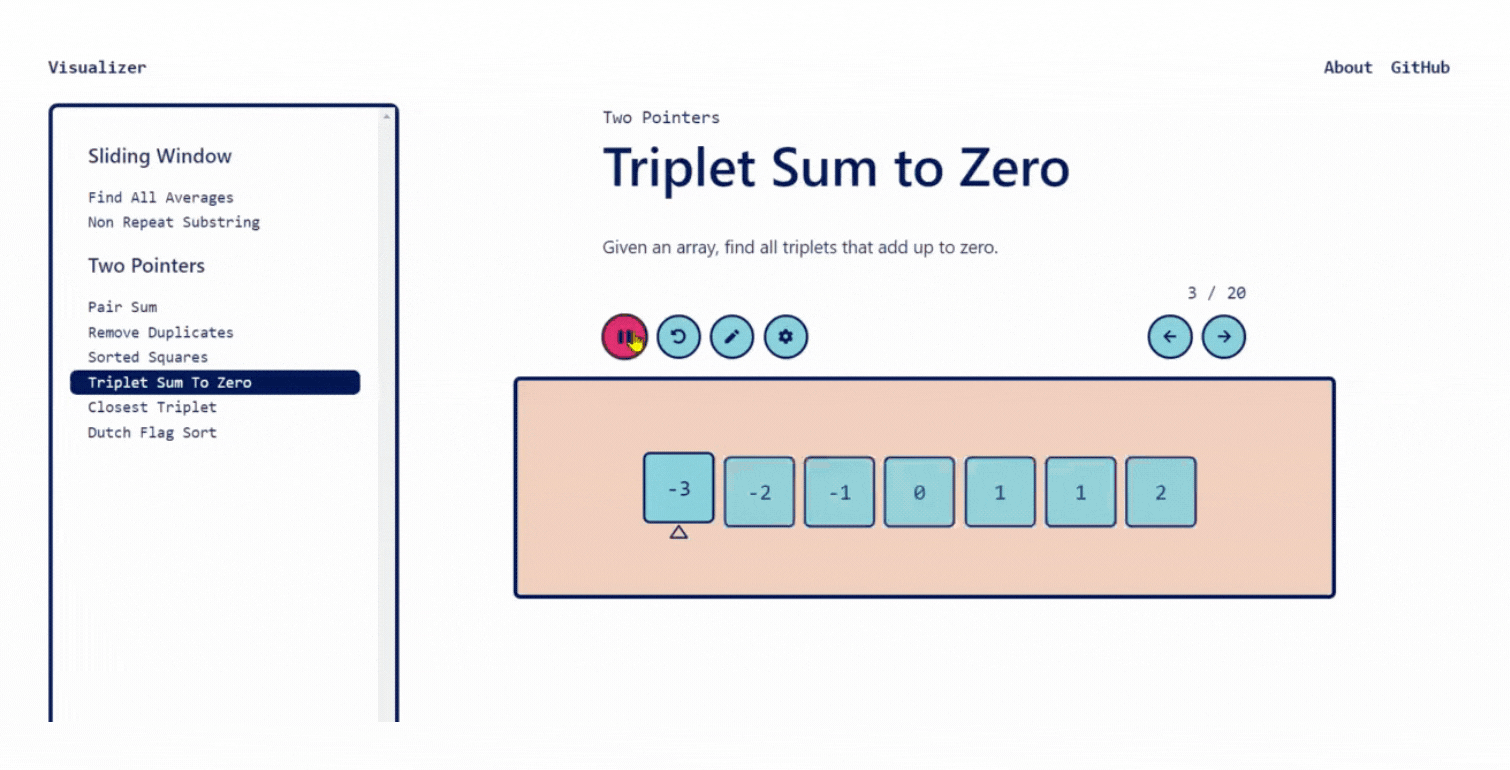 Visualizer
About GitHub
Sliding Window
Find All Averages
Non Repeat Substring
Two Pointers
Pair Sum
Remove Duplicates
Sorted Squares
Triplet Sum To Zero
Closest Triplet
Dutch Flag Sort
Two Pointers
Triplet Sum to Zero
Given an array, find all triplets that add up to zero.
3 / 20
-3 -2 -1 0 1 1 2